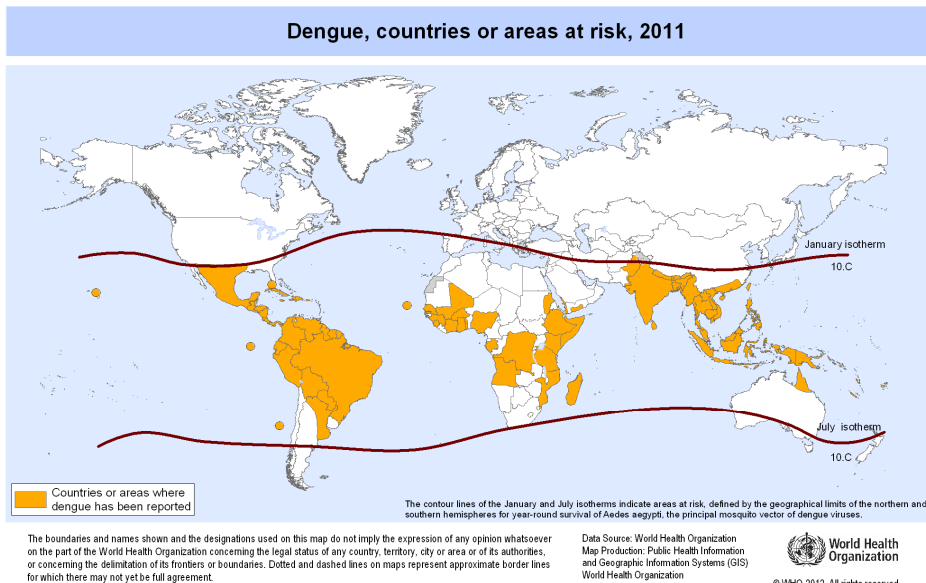 Dengue, countries or areas at risk, 2011
January isotherm
10.C
July isotherm
10.C
Countries or areas where
dengue has been reported
The contour lines of the January and July isotherms indicate areas at risk, defined by the geographical limits of the northern and
southern hemispheres for year-round survival of Aedes aegypti, the principal mosquito vector of dengue viruses.
The boundaries and names shown and the designations used on this map do not imply the expression of any opinion whatsoever
on the part of the World Health Organization concerning the legal status of any country, territory, city or area or of its authorities,
or concerning the delimitation of its frontiers or boundaries. Dotted and dashed lines on maps represent approximate border lines
for which there may not yet be full agreement.
Data Source: World Health Organization
Map Production: Public Health Information
and Geographic Information Systems (GIS)
World Health Organization
World Health
Organization
© WHO 2012. All rights reserved